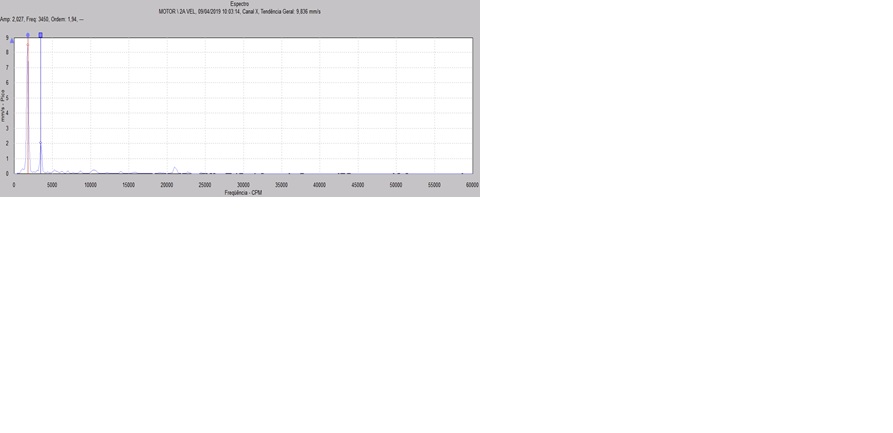 Espectro
MOTOR \ 2A VEL, 09/04/2019 10:03:14, Canal X, Tendência Geral: 9,836 mm/s
Amp: 2,027, Freq: 3450, Ordem: 1,94, ---
9
8
7
6
5
4
3
2
1
0
mm/s - Pico
0 5000 10000 15000 20000 25000 30000 35000 40000 45000 50000 55000 60000
Freqüência - CPM